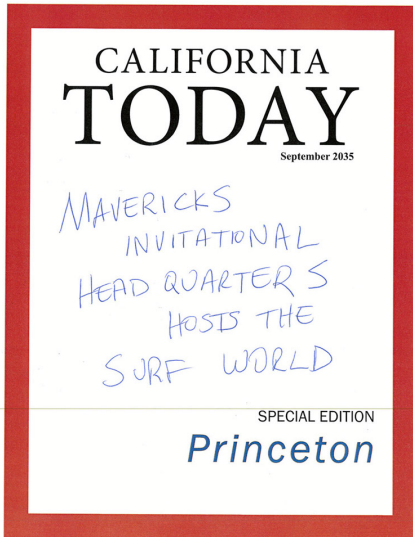 CALIFORNIA
TODAY
September 2035
MAVERICKS
INVITATIONAL
HEAD QUARTERS
HOSTS THE
SURF WORLD
SPECIAL EDITION
Princeton